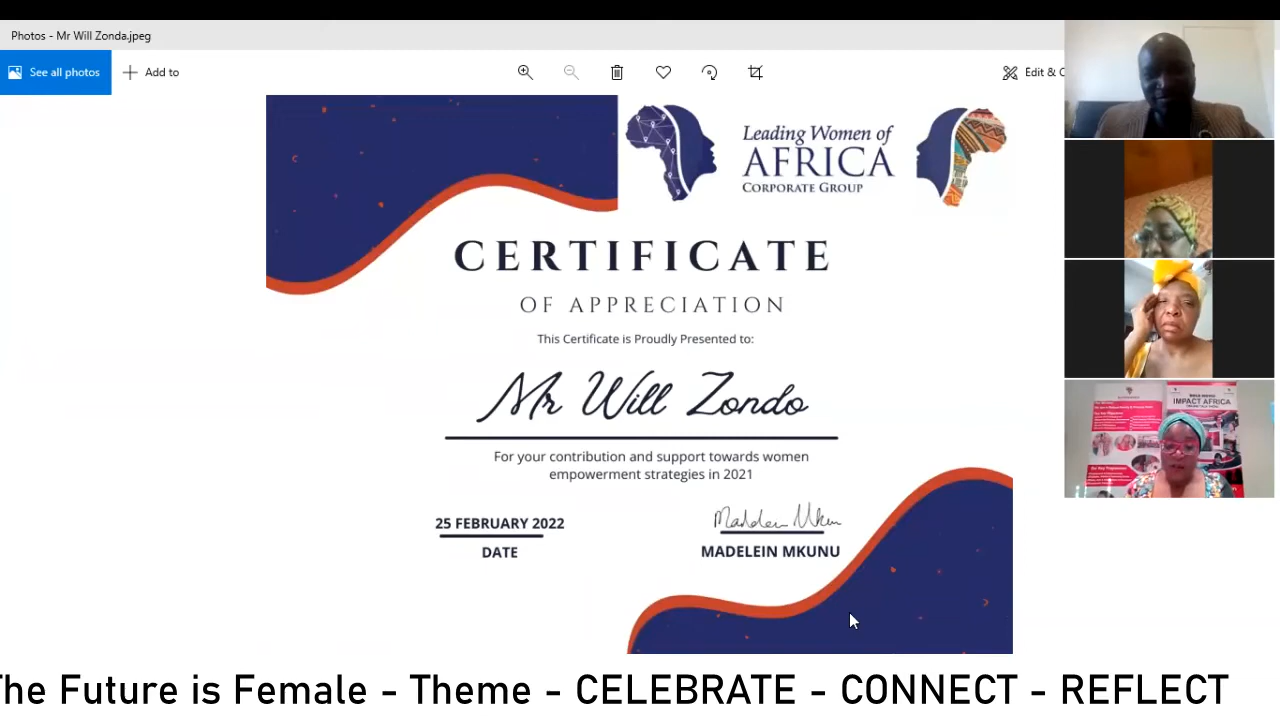 Photos - Mr Will Zonda.jpeg
See all photos
Add to
Edit & C
Leading Women of
AFRICA
CORPORATE GROUP
CERTIFICATE
OF APPRECIATION
This Certificate is Proudly Presented to:
Mr Will Zondo
For your contribution and support towards women
empowerment strategies in 2021
25 FEBRUARY 2022
DATE
MADELEIN MKUNU
IMPACT AFRICA
The Future is Female - Theme - CELEBRATE - CONNECT - REFLECT